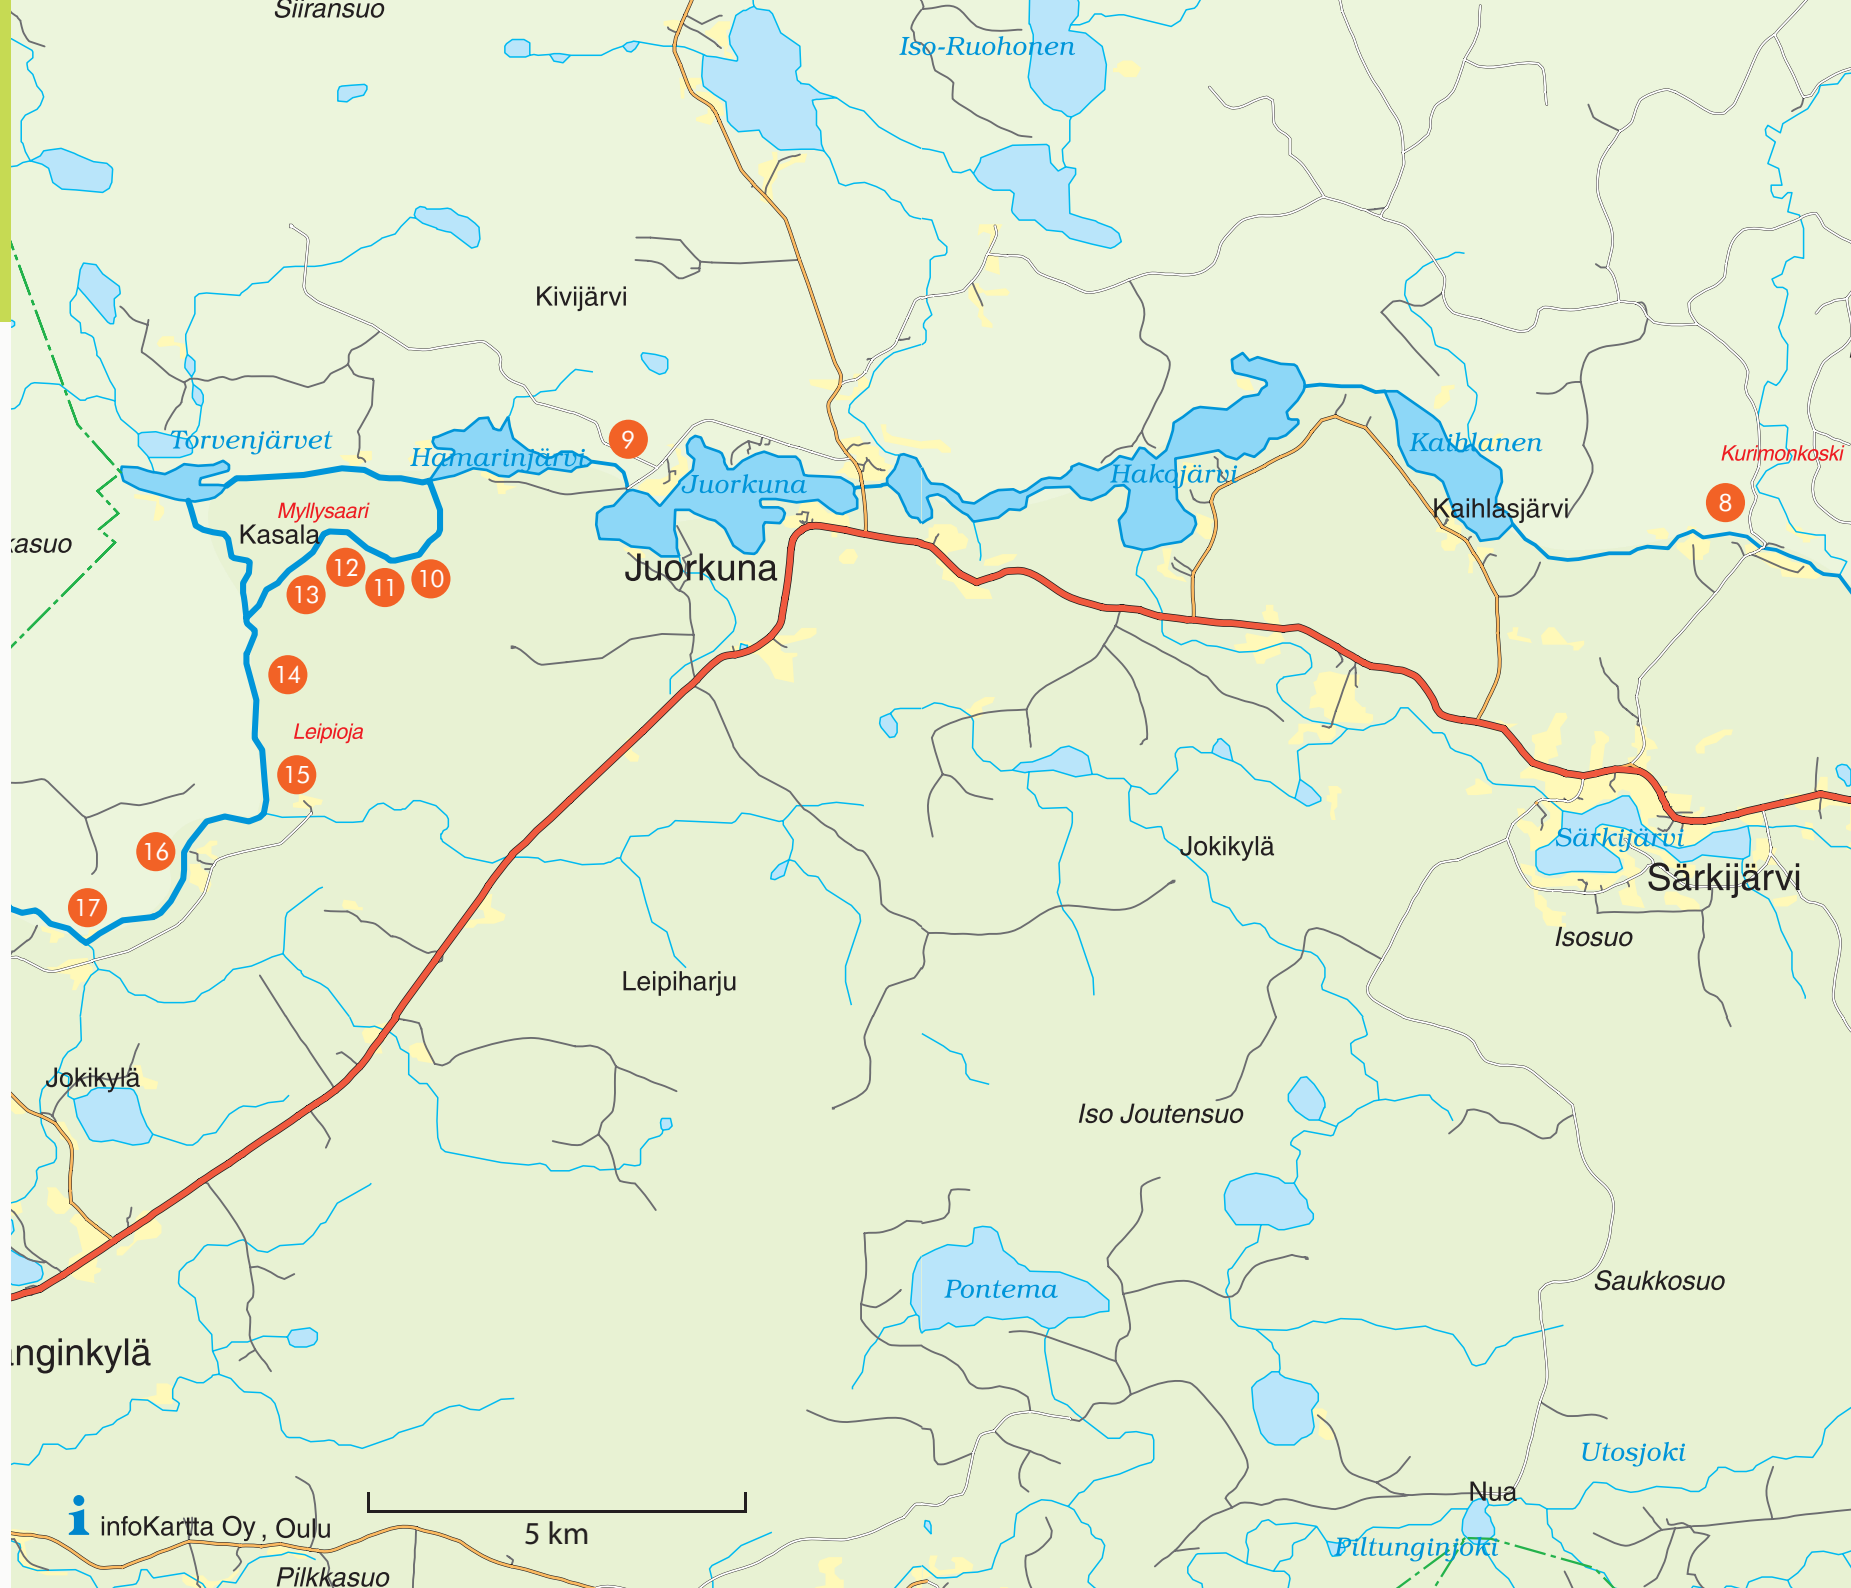 Siiransuo
Iso-Ruohonen
Kivijärvi
Torvenjärvet
Hamarinjärvi
9
Juorkuna
Hakojärvi
Kaihlanen
Kurimonkoski
8
Kaihlasjärvi
Myllysaari
Kasala
kasuo
Juorkuna
13
12
11
10
14
Leipioja
15
16
17
Jokikylä
Särkijärvi
Särkijärvi
Isosuo
Leipiharju
Jokikylä
Iso Joutensuo
Saukkosuo
Pontema
nginkylä
Utosjoki
Nua
Piltunginjoki
i infoKartta Oy, Oulu
5 km
Pilkkasuo